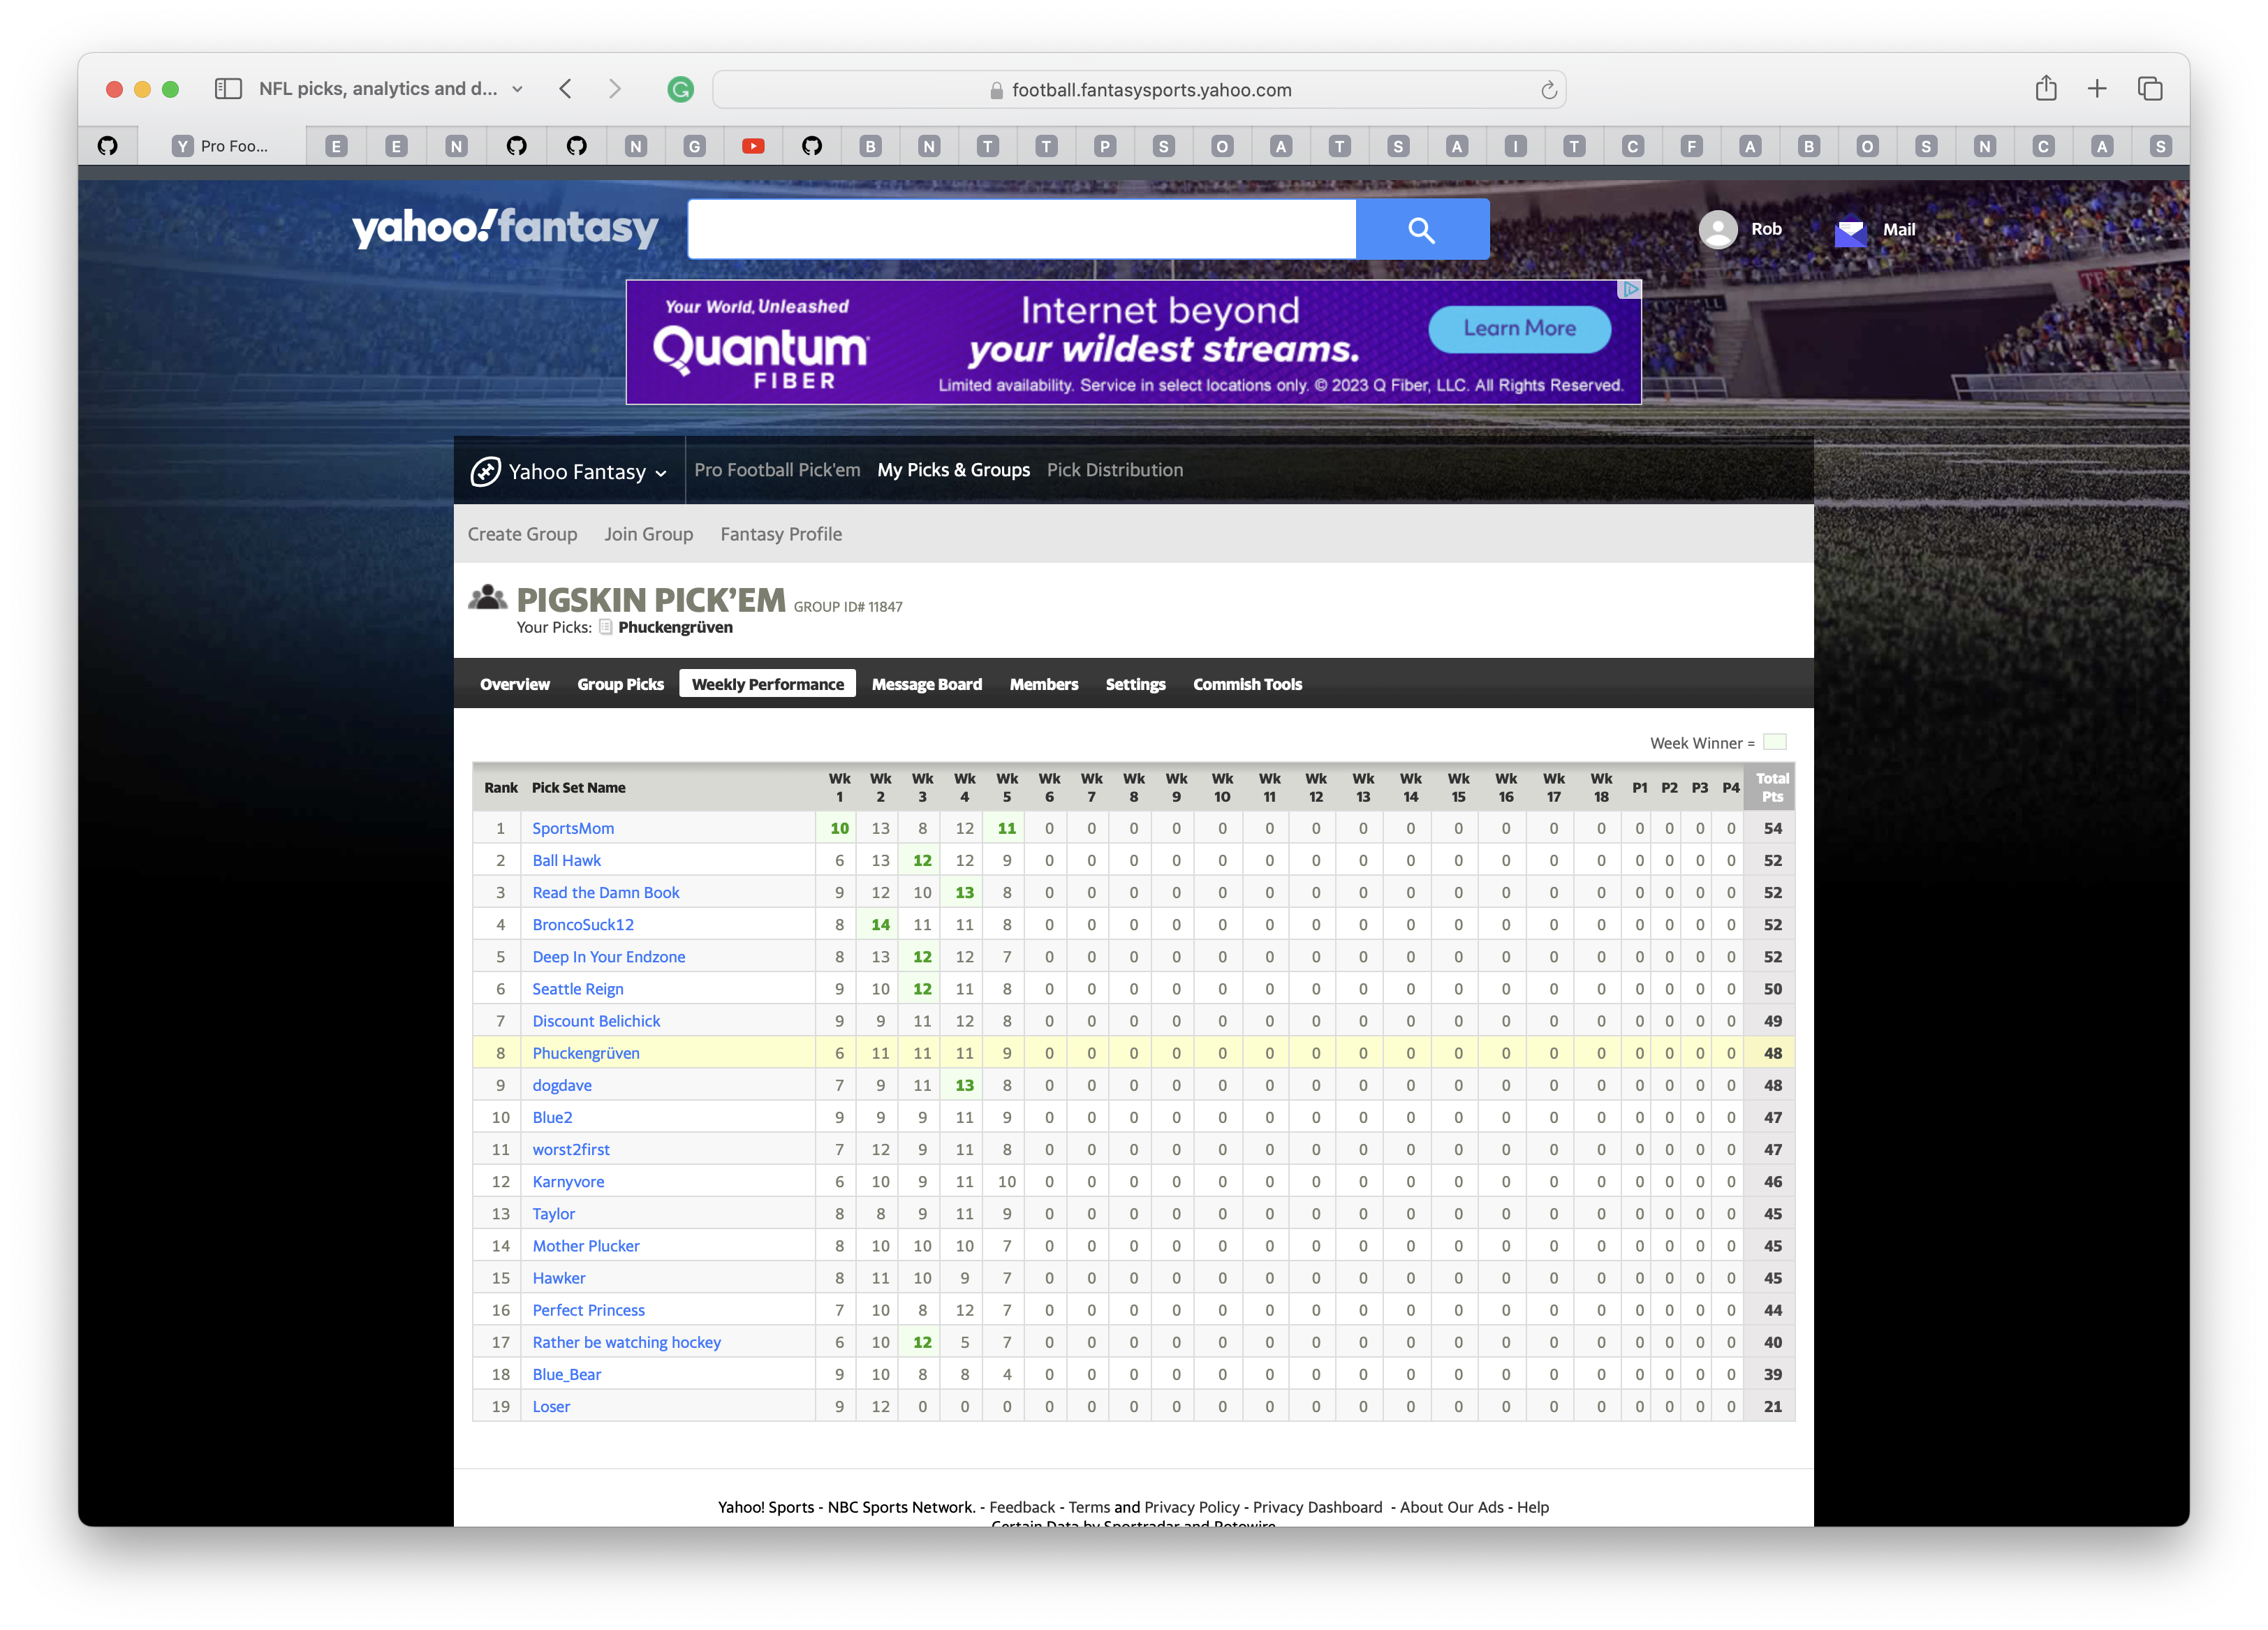 NFL picks, analytics and d...
football.fantasysports.yahoo.com
Y Pro Foo... E E N N G B N T T P S O A T S A I T C F A B O S N C A S
yahoo!fantasy
Rob Mail
Your World, Unleashed
Quantum
FIBER
Internet beyond
your wildest streams.
Limited availability. Service in select locations only. © 2023 Q Fiber, LLC. All Rights Reserved.
Learn More
Yahoo Fantasy Pro Football Pick'em My Picks & Groups Pick Distribution
Create Group Join Group Fantasy Profile
PIGSKIN PICK’EM GROUP ID# 11847
Your Picks: Phuckengrüven
Overview Group Picks Weekly Performance Message Board Members Settings Commish Tools
Week Winner =
Rank Pick Set Name Wk 1 Wk 2 Wk 3 Wk 4 Wk 5 Wk 6 Wk 7 Wk 8 Wk 9 Wk 10 Wk 11 Wk 12 Wk 13 Wk 14 Wk 15 Wk 16 Wk 17 Wk 18 P1 P2 P3 P4 Total Pts
1 SportsMom 10 13 8 12 11 0 0 0 0 0 0 0 0 0 0 0 0 0 0 0 0 0 54
2 Ball Hawk 6 13 12 12 9 0 0 0 0 0 0 0 0 0 0 0 0 0 0 0 0 0 52
3 Read the Damn Book 9 12 10 13 8 0 0 0 0 0 0 0 0 0 0 0 0 0 0 0 0 0 52
4 BroncoSuck12 8 14 11 11 8 0 0 0 0 0 0 0 0 0 0 0 0 0 0 0 0 0 52
5 Deep In Your Endzone 8 13 12 12 7 0 0 0 0 0 0 0 0 0 0 0 0 0 0 0 0 0 52
6 Seattle Reign 9 10 12 11 8 0 0 0 0 0 0 0 0 0 0 0 0 0 0 0 0 0 50
7 Discount Belichick 9 9 11 12 8 0 0 0 0 0 0 0 0 0 0 0 0 0 0 0 0 0 49
8 Phuckengrüven 6 11 11 11 9 0 0 0 0 0 0 0 0 0 0 0 0 0 0 0 0 0 48
9 dogdave 7 9 11 13 8 0 0 0 0 0 0 0 0 0 0 0 0 0 0 0 0 0 48
10 Blue2 9 9 9 11 9 0 0 0 0 0 0 0 0 0 0 0 0 0 0 0 0 0 47
11 worst2first 7 12 9 11 8 0 0 0 0 0 0 0 0 0 0 0 0 0 0 0 0 0 47
12 Karnyvore 6 10 9 11 10 0 0 0 0 0 0 0 0 0 0 0 0 0 0 0 0 0 46
13 Taylor 8 8 9 11 9 0 0 0 0 0 0 0 0 0 0 0 0 0 0 0 0 0 45
14 Mother Plucker 8 10 10 10 7 0 0 0 0 0 0 0 0 0 0 0 0 0 0 0 0 0 45
15 Hawker 8 11 10 9 7 0 0 0 0 0 0 0 0 0 0 0 0 0 0 0 0 0 45
16 Perfect Princess 7 10 8 12 7 0 0 0 0 0 0 0 0 0 0 0 0 0 0 0 0 0 44
17 Rather be watching hockey 6 10 12 5 7 0 0 0 0 0 0 0 0 0 0 0 0 0 0 0 0 0 40
18 Blue_Bear 9 10 8 8 4 0 0 0 0 0 0 0 0 0 0 0 0 0 0 0 0 0 39
19 Loser 9 12 0 0 0 0 0 0 0 0 0 0 0 0 0 0 0 0 0 0 0 0 21
Yahoo! Sports - NBC Sports Network. - Feedback - Terms and Privacy Policy - Privacy Dashboard - About Our Ads - Help
Certain Data by Sportradar and Rotowire